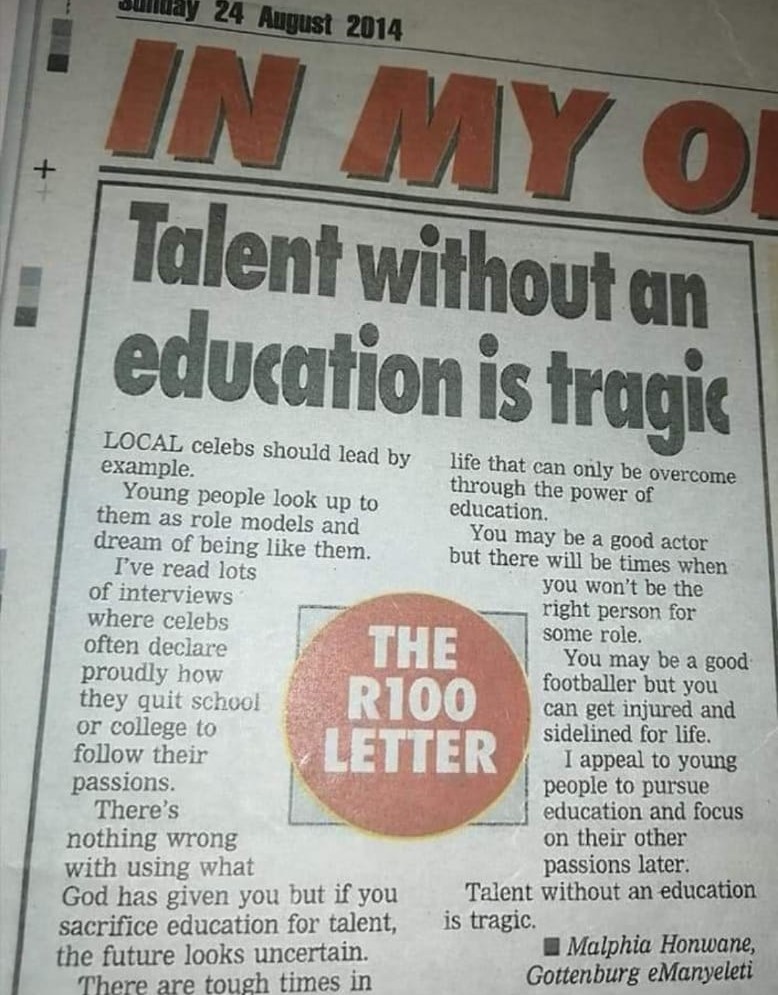 Sunday 24 August 2014
IN MY
Talent without an
education is tragic
LOCAL celebs should lead by
example.
Young people look up to
them as role models and
dream of being like them.
I've read lots
of interviews
where celebs
often declare
proudly how
they quit school
or college to
follow their
passions.
There's
nothing wrong
with using what
God has given you but if you
sacrifice education for talent,
the future looks uncertain.
There are tough times in
THE
R100
LETTER
life that can only be overcome
through the power of
education.
You may be a good actor
but there will be times when
you won't be the
right person for
some role.
You may be a good
footballer but you
can get injured and
sidelined for life.
I appeal to young
people to pursue
education and focus
on their other
passions later.
Talent without an education
is tragic.
■ Malphia Honwane,
Gottenburg eManyeleti